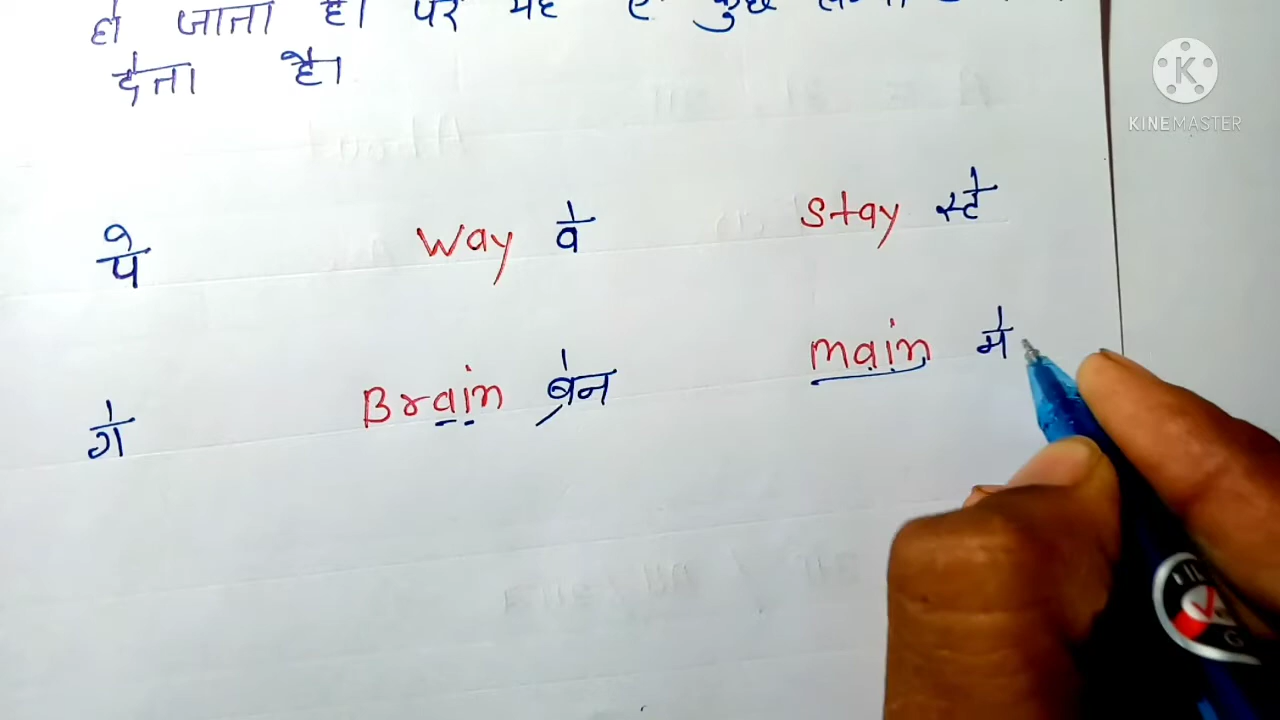 हो जाता है। पर यह ए कुछ
देता है।
KINEMASTER
पे Way वे Stay स्टे
गे Brain ब्रेन main मे